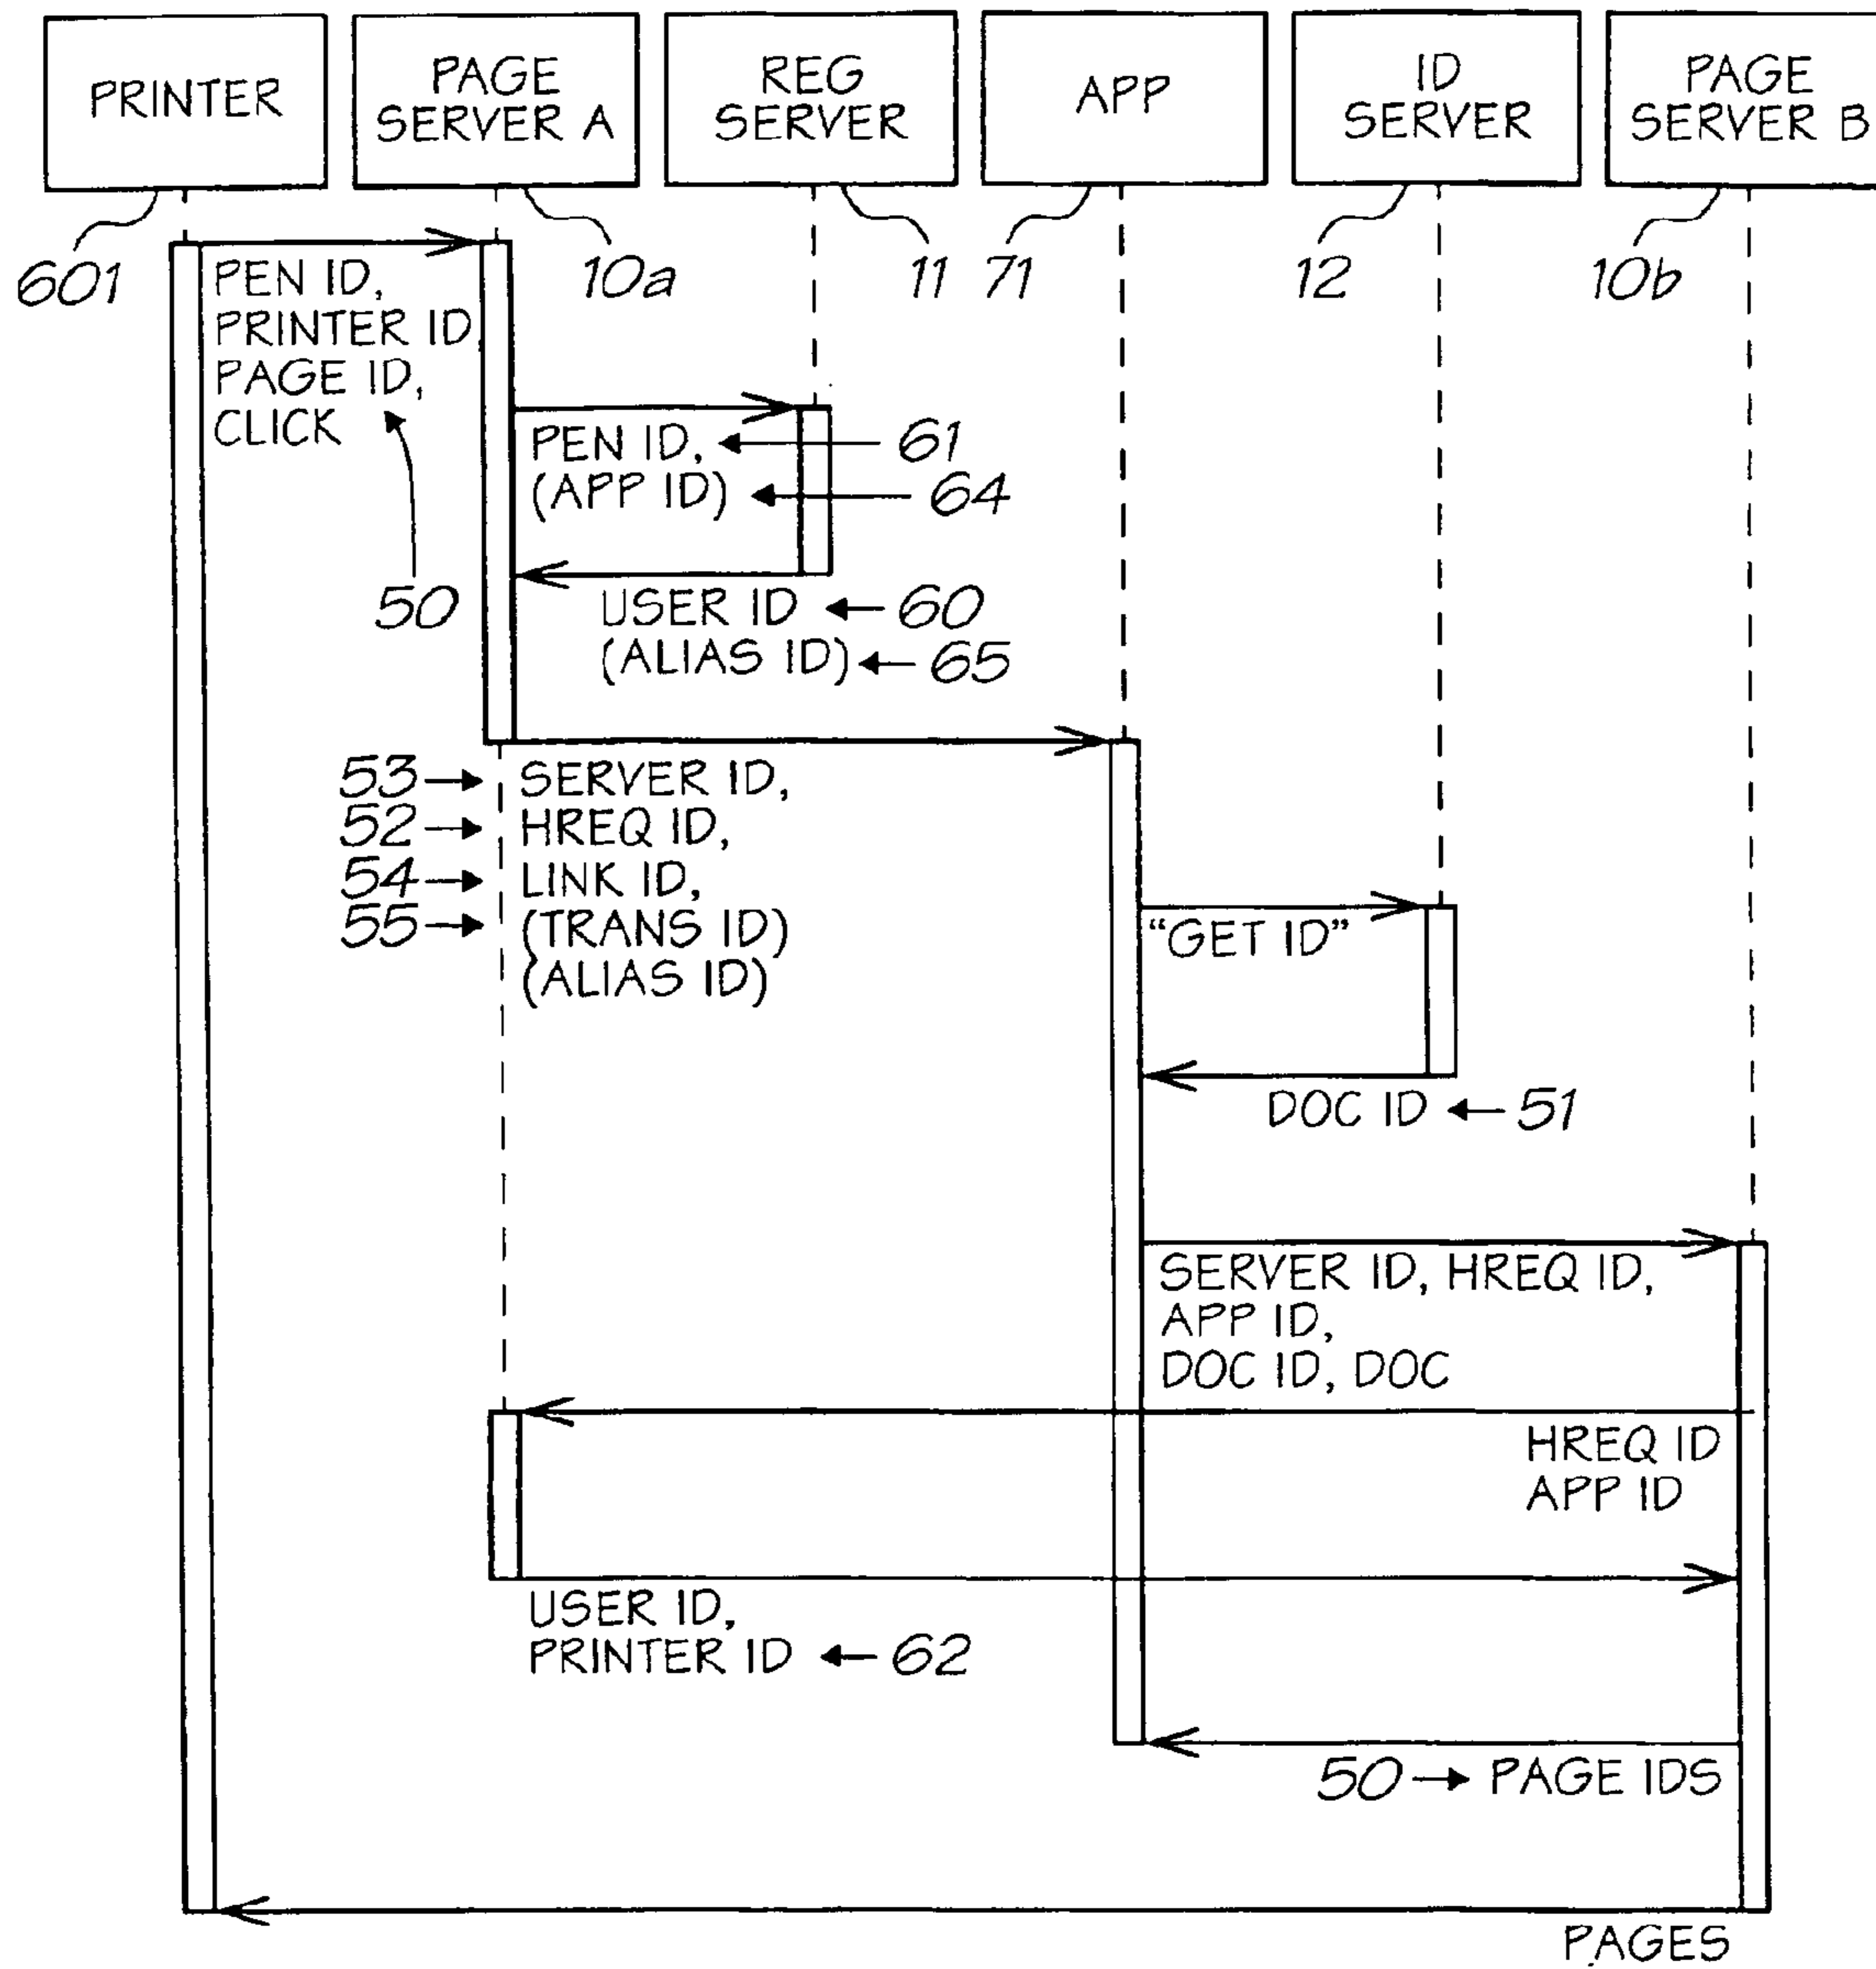 PRINTER
PAGE
SERVER A
REG
SERVER
APP
ID
SERVER
PAGE
SERVER B
601
10a
11
71
12
10b
PEN ID,
PRINTER ID
PAGE ID,
CLICK
50
PEN ID,
61
(APP ID)
64
USER ID
60
(ALIAS ID)
65
53
SERVER ID,
52
HREQ ID,
54
LINK ID,
55
(TRANS ID)
(ALIAS ID)
"GET ID"
DOC ID
51
SERVER ID, HREQ ID,
APP ID,
DOC ID, DOC
HREQ ID
APP ID
USER ID,
PRINTER ID
62
50
PAGE IDS
PAGES